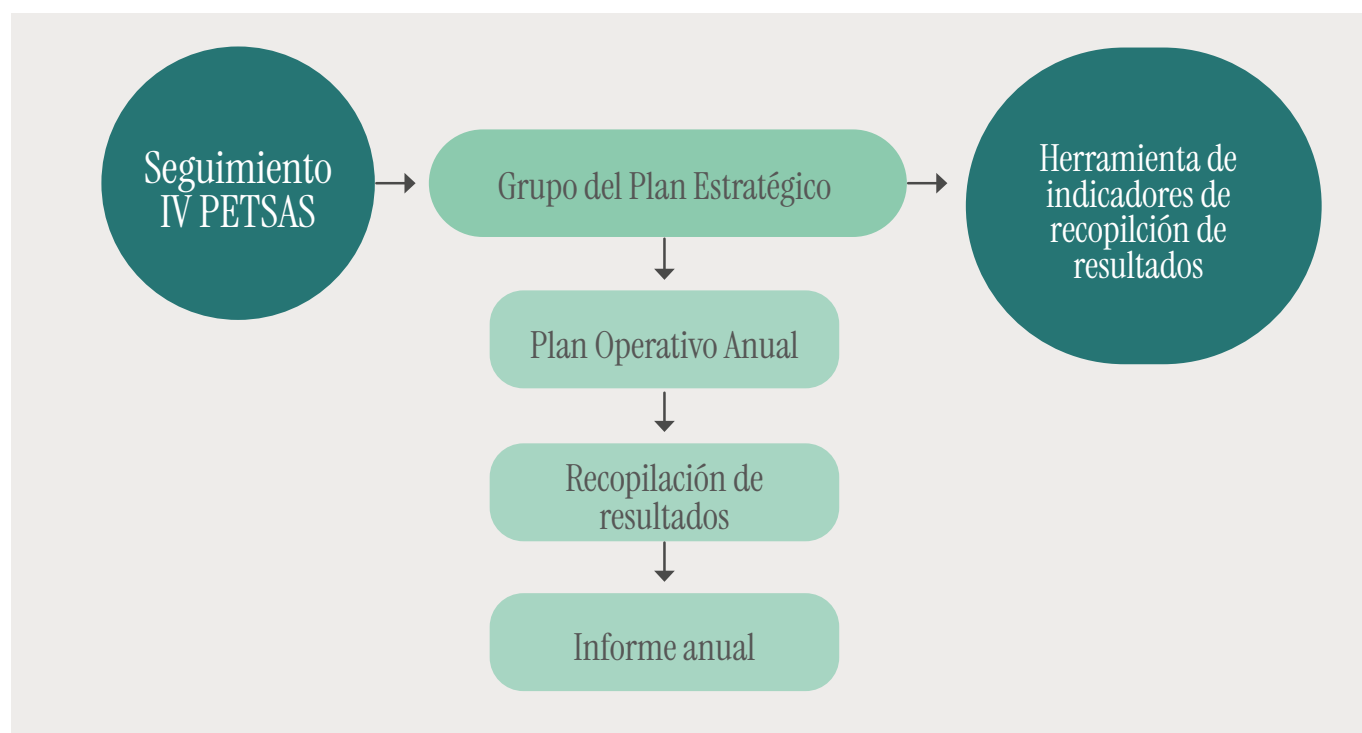 Seguimiento
IV PETSAS
Grupo del Plan Estratégico
Herramienta de
indicadores de
recopilción de
resultados
Plan Operativo Anual
Recopilación de
resultados
Informe anual